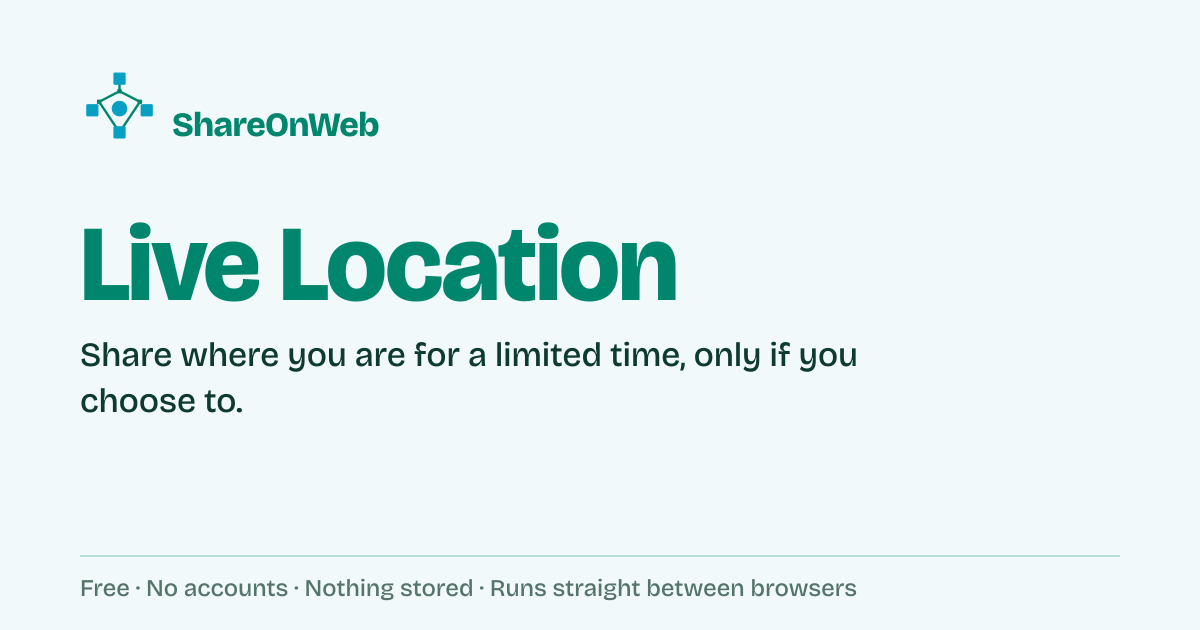 ShareOnWeb
Live Location
Share where you are for a limited time, only if you
choose to.
Free · No accounts · Nothing stored · Runs straight between browsers